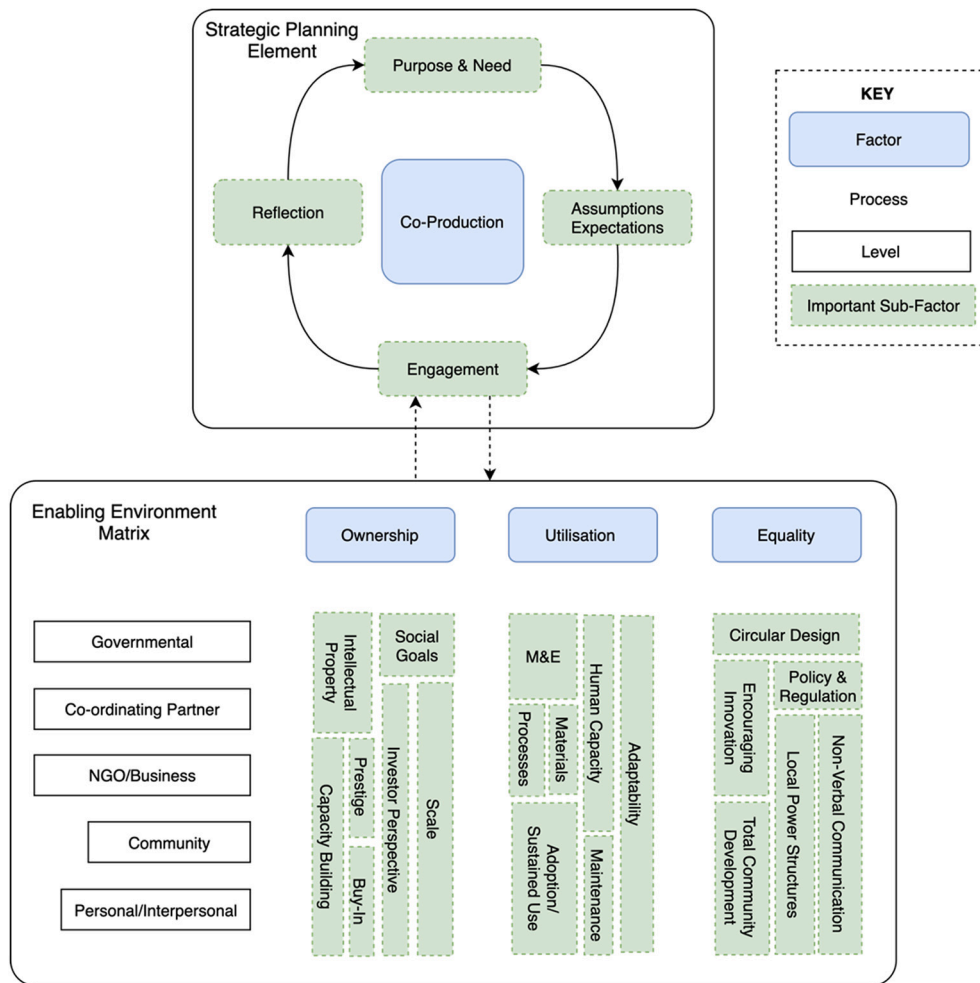 Strategic Planning
Element
Purpose & Need
Reflection
Co-Production
Assumptions
Expectations
Engagement
KEY
Factor
Process
Level
Important Sub-Factor
Enabling Environment
Matrix
Ownership
Utilisation
Equality
Governmental
Co-ordinating Partner
NGO/Business
Community
Personal/Interpersonal
Intellectual
Property
Social
Goals
Capacity Building
Prestige
Buy-In
Investor Perspective
Scale
M&E
Processes
Materials
Human Capacity
Adaptability
Adoption/
Sustained Use
Maintenance
Circular Design
Encouraging
Innovation
Policy &
Regulation
Total Community
Development
Local Power Structures
Non-Verbal Communication